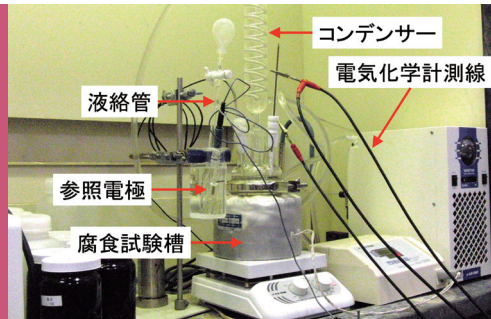 コンデンサー
電気化学計測線
液絡管
参照電極
腐食試験槽